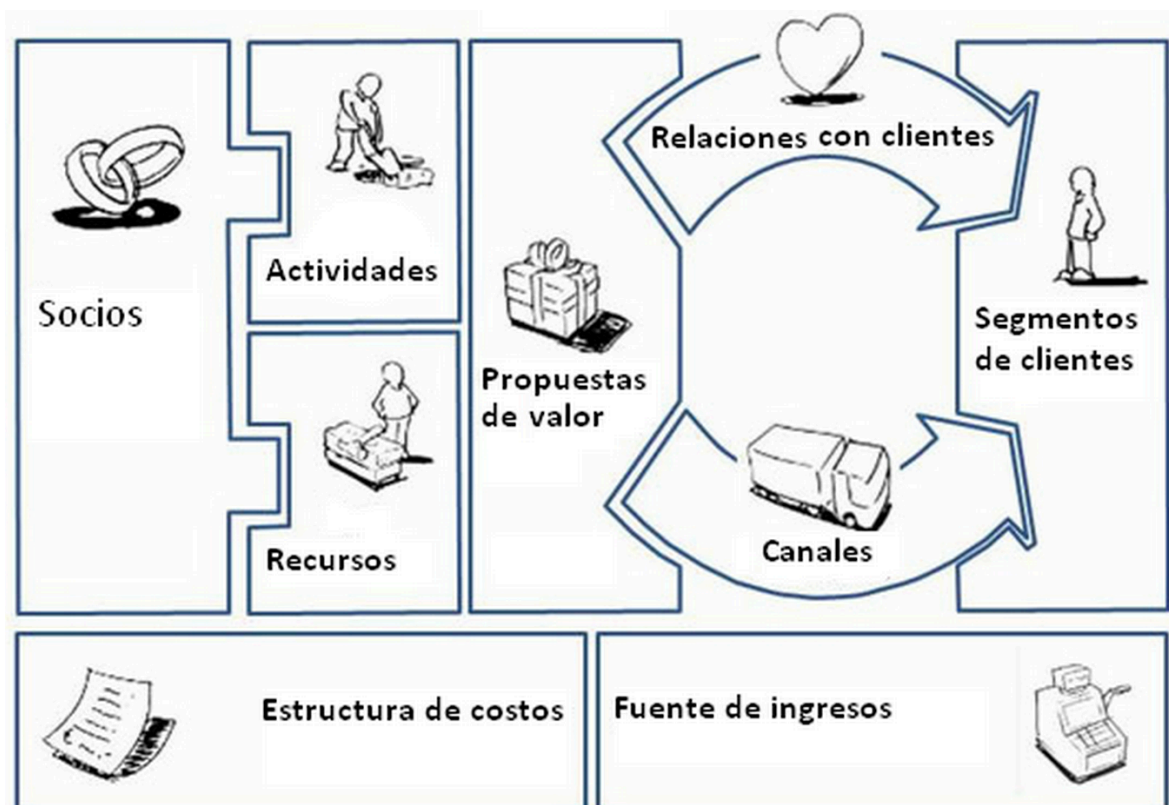 Socios
Actividades
Recursos
Propuestas
de valor
Relaciones con clientes
Canales
Segmentos
de clientes
Estructura de costos
Fuente de ingresos